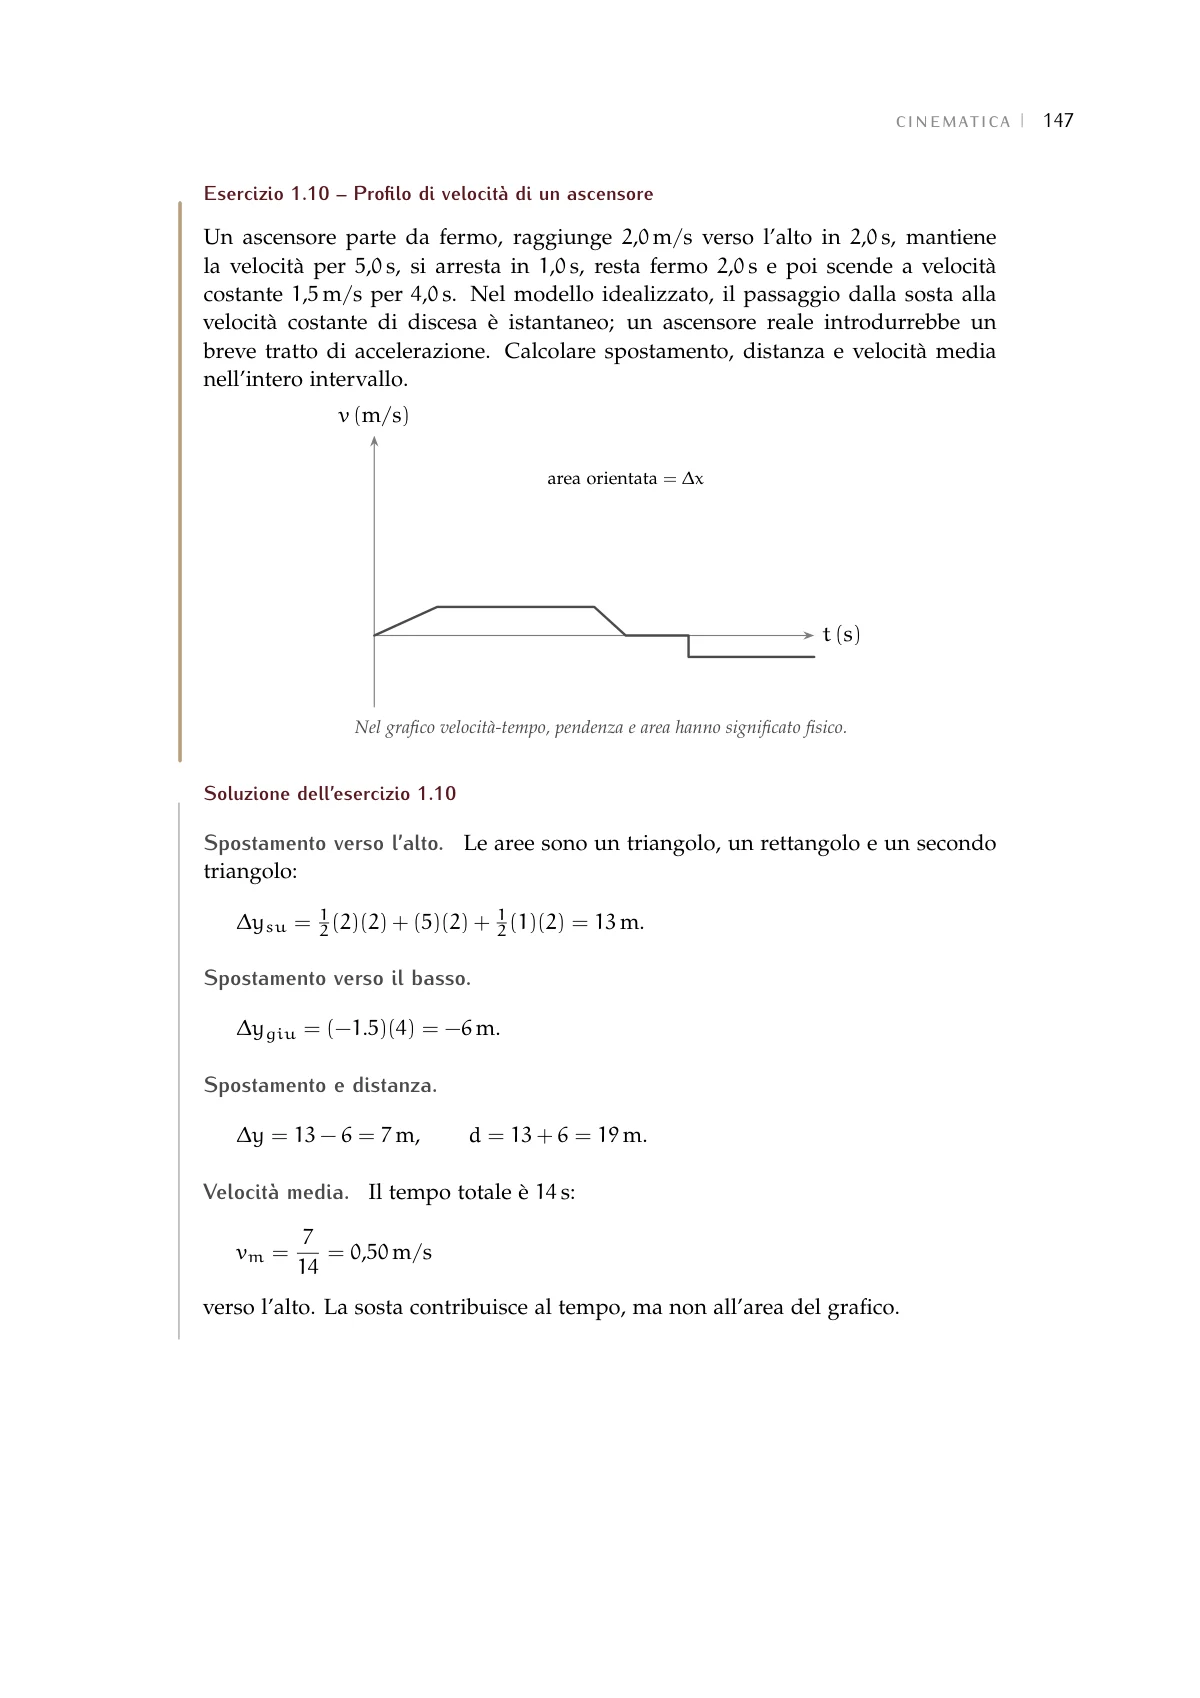 CINEMATICA | 147
Esercizio 1.10 – Profilo di velocità di un ascensore
Un ascensore parte da fermo, raggiunge 2,0 m/s verso l'alto in 2,0 s, mantiene
la velocità per 5,0 s, si arresta in 1,0 s, resta fermo 2,0 s e poi scende a velocità
costante 1,5 m/s per 4,0 s. Nel modello idealizzato, il passaggio dalla sosta alla
velocità costante di discesa è istantaneo; un ascensore reale introdurrebbe un
breve tratto di accelerazione. Calcolare spostamento, distanza e velocità media
nell'intero intervallo.
v (m/s)
area orientata = Δx
t (s)
Nel grafico velocità-tempo, pendenza e area hanno significato fisico.
Soluzione dell'esercizio 1.10
Spostamento verso l'alto. Le aree sono un triangolo, un rettangolo e un secondo
triangolo:
Δy_su = ½(2)(2) + (5)(2) + ½(1)(2) = 13 m.
Spostamento verso il basso.
Δy_giu = (−1.5)(4) = −6 m.
Spostamento e distanza.
Δy = 13 − 6 = 7 m, d = 13 + 6 = 19 m.
Velocità media. Il tempo totale è 14 s:
v_m = 7/14 = 0,50 m/s
verso l'alto. La sosta contribuisce al tempo, ma non all'area del grafico.